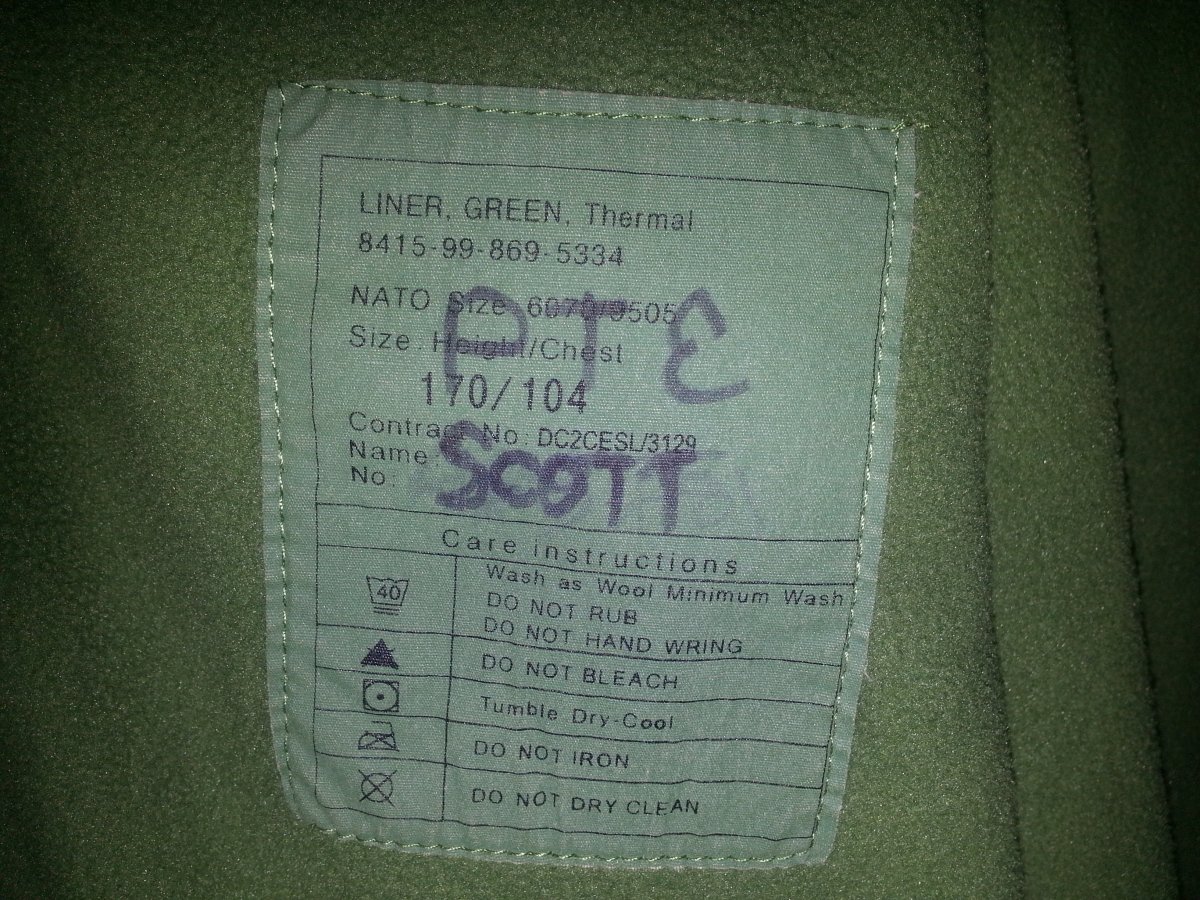 LINER, GREEN, Thermal
8415-99-869-5334
NATO Size 6070/9505
PTE
Size Height/Chest
170/104
Contract No: DC2CESL/3129
Name:
SCOTT
No:
Care instructions
40
Wash as Wool Minimum Wash
DO NOT RUB
DO NOT HAND WRING
DO NOT BLEACH
Tumble Dry-Cool
DO NOT IRON
DO NOT DRY CLEAN